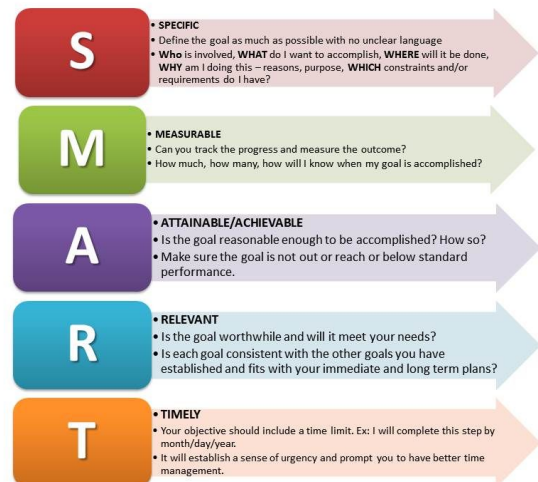 S
• SPECIFIC
• Define the goal as much as possible with no unclear language
• Who is involved, WHAT do I want to accomplish, WHERE will it be done,
WHY am I doing this – reasons, purpose, WHICH constraints and/or
requirements do I have?
M
• MEASURABLE
• Can you track the progress and measure the outcome?
• How much, how many, how will I know when my goal is accomplished?
A
• ATTAINABLE/ACHIEVABLE
• Is the goal reasonable enough to be accomplished? How so?
• Make sure the goal is not out or reach or below standard
performance.
R
• RELEVANT
• Is the goal worthwhile and will it meet your needs?
• Is each goal consistent with the other goals you have
established and fits with your immediate and long term plans?
T
• TIMELY
• Your objective should include a time limit. Ex: I will complete this step by
month/day/year.
• It will establish a sense of urgency and prompt you to have better time
management.